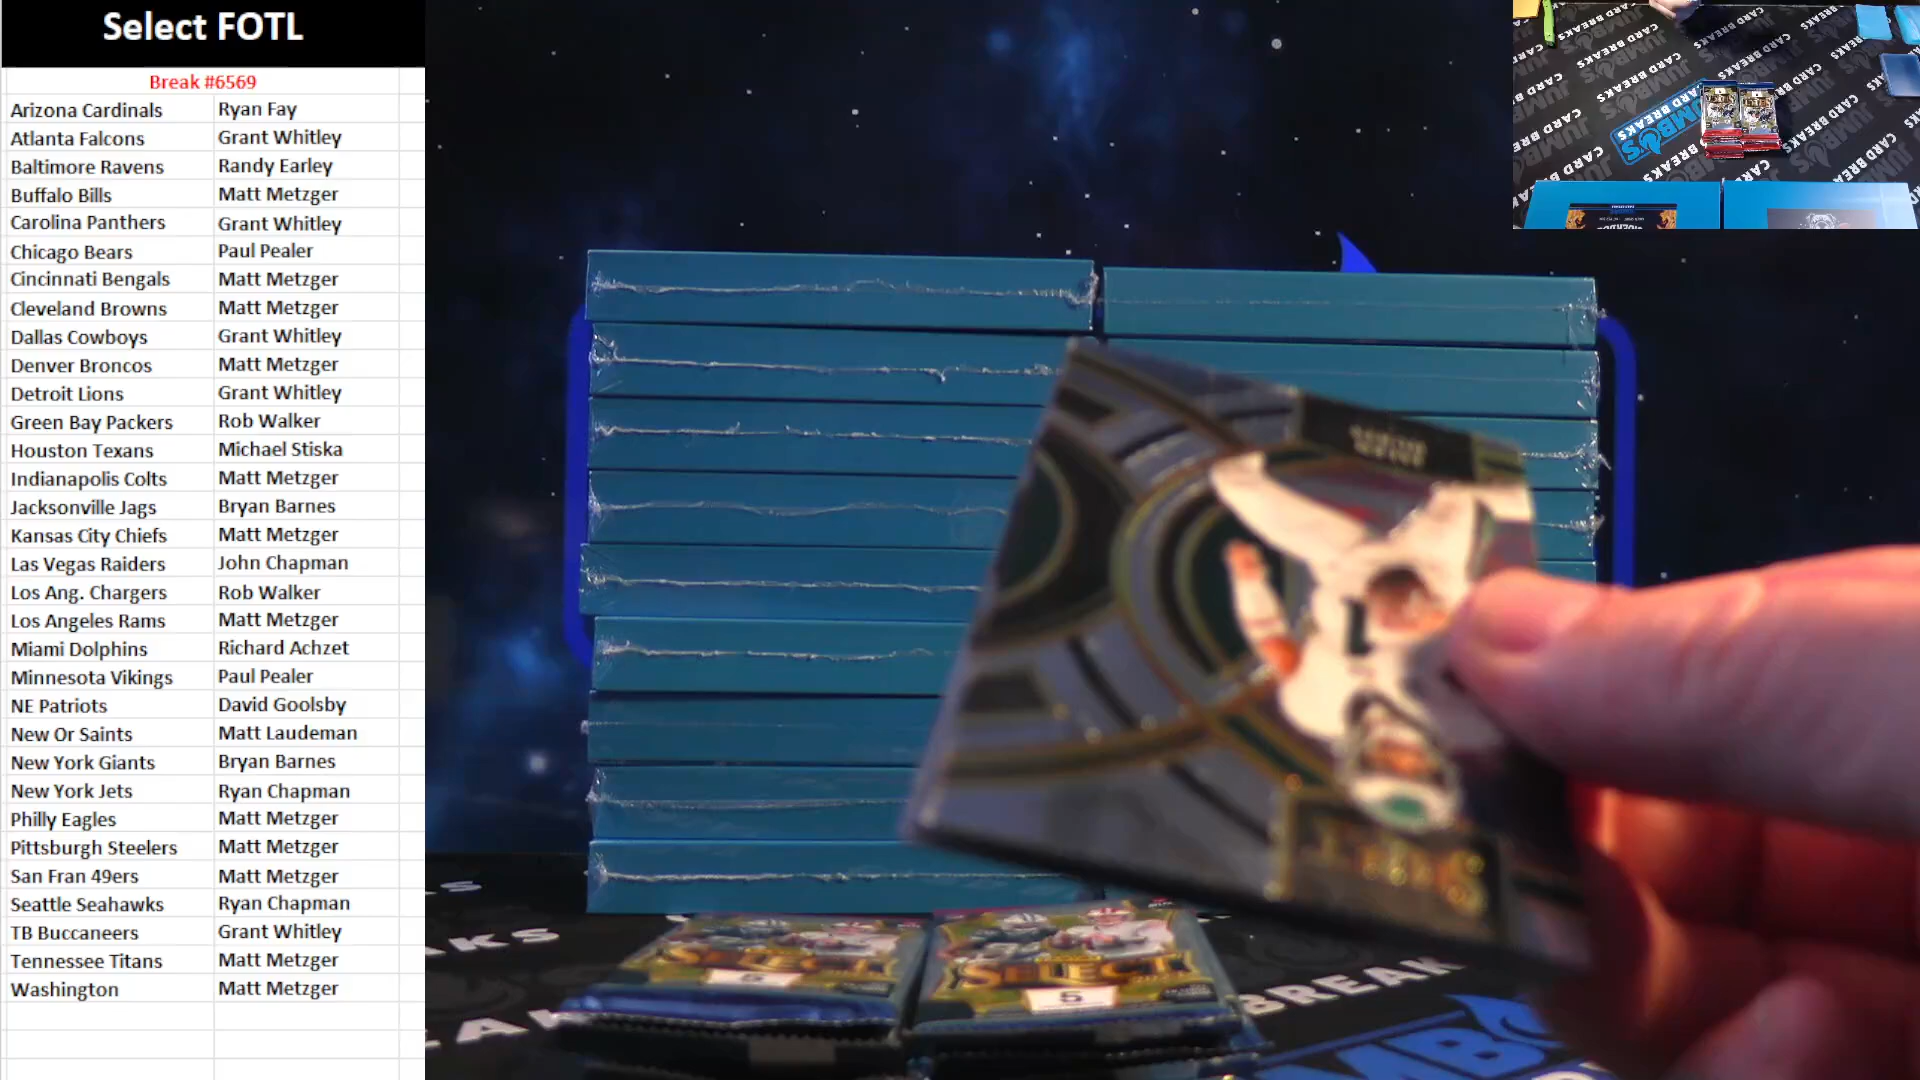 Select FOTL
Break #6569
Arizona Cardinals Ryan Fay
Atlanta Falcons Grant Whitley
Baltimore Ravens Randy Earley
Buffalo Bills Matt Metzger
Carolina Panthers Grant Whitley
Chicago Bears Paul Pealer
Cincinnati Bengals Matt Metzger
Cleveland Browns Matt Metzger
Dallas Cowboys Grant Whitley
Denver Broncos Matt Metzger
Detroit Lions Grant Whitley
Green Bay Packers Rob Walker
Houston Texans Michael Stiska
Indianapolis Colts Matt Metzger
Jacksonville Jags Bryan Barnes
Kansas City Chiefs Matt Metzger
Las Vegas Raiders John Chapman
Los Ang. Chargers Rob Walker
Los Angeles Rams Matt Metzger
Miami Dolphins Richard Achzet
Minnesota Vikings Paul Pealer
NE Patriots David Goolsby
New Or Saints Matt Laudeman
New York Giants Bryan Barnes
New York Jets Ryan Chapman
Philly Eagles Matt Metzger
Pittsburgh Steelers Matt Metzger
San Fran 49ers Matt Metzger
Seattle Seahawks Ryan Chapman
TB Buccaneers Grant Whitley
Tennessee Titans Matt Metzger
Washington Matt Metzger
JUMBO'S
CARD BREAKS
SELECT
5
SELECT
5
BREAK